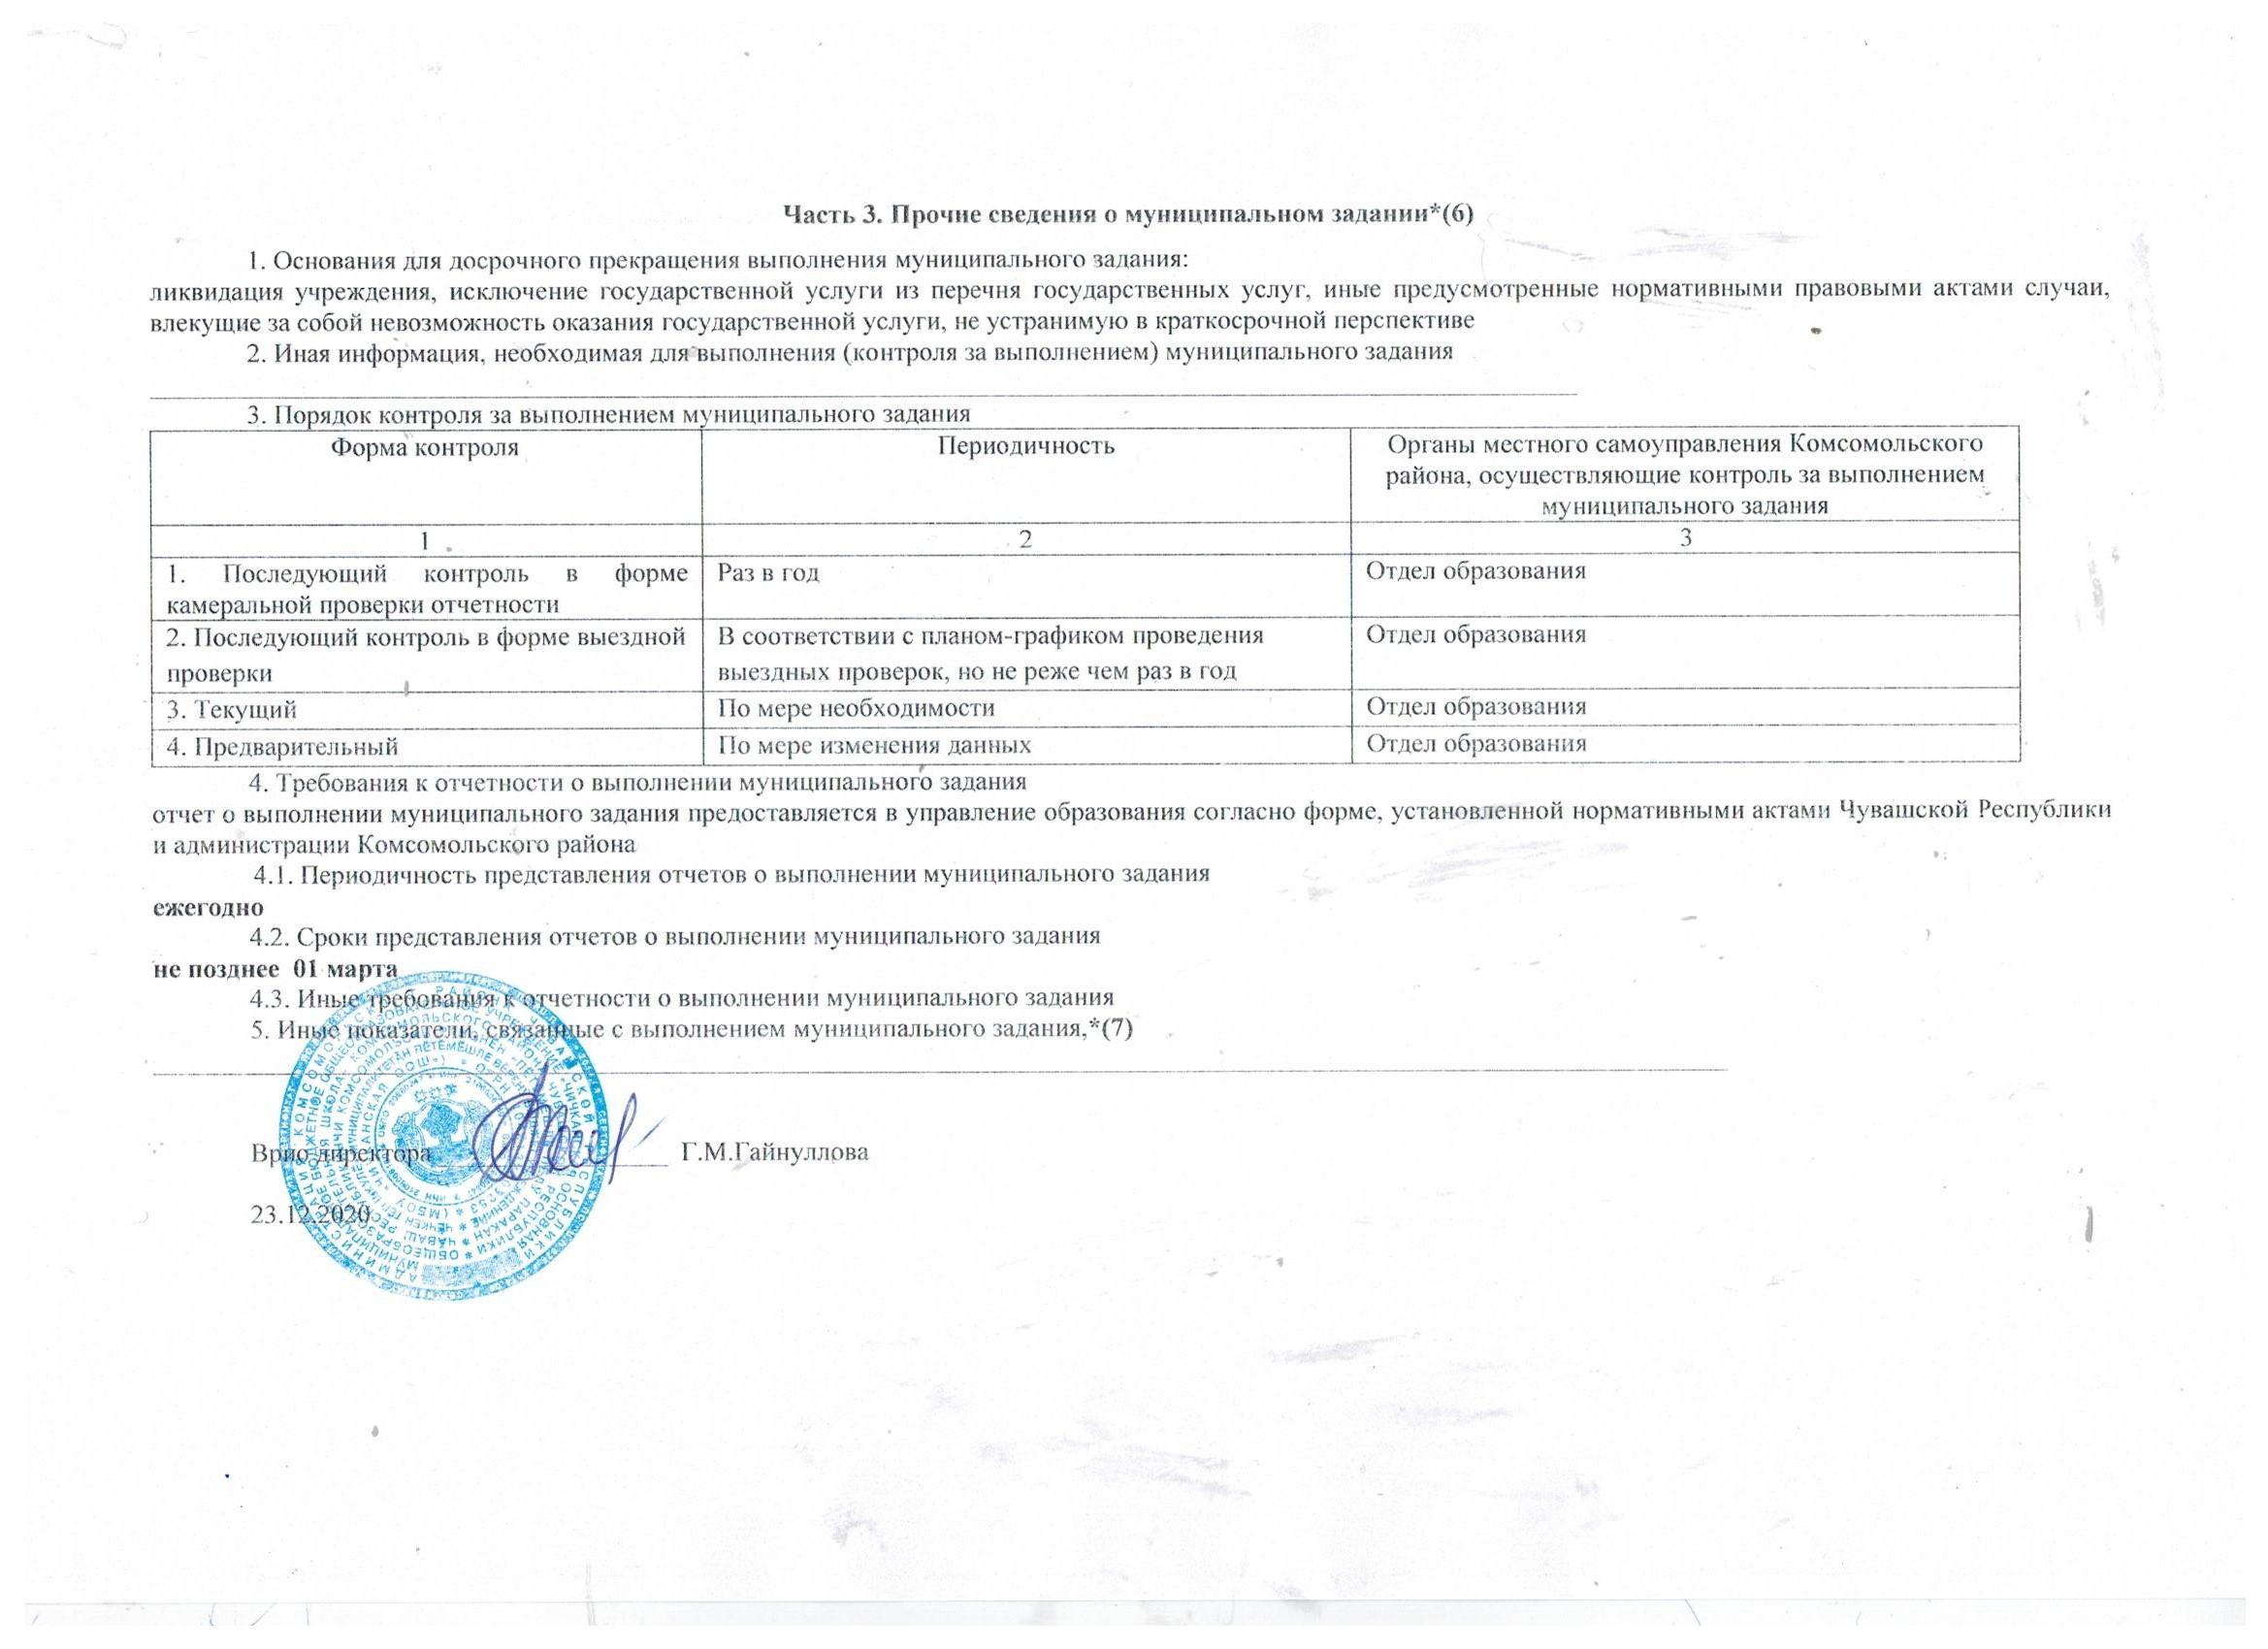 Часть 3. Прочие сведения о муниципальном задании*(6)
1. Основания для досрочного прекращения выполнения муниципального задания:
ликвидация учреждения, исключение государственной услуги из перечня государственных услуг, иные предусмотренные нормативными правовыми актами случаи,
влекущие за собой невозможность оказания государственной услуги, не устранимую в краткосрочной перспективе
2. Иная информация, необходимая для выполнения (контроля за выполнением) муниципального задания
3. Порядок контроля за выполнением муниципального задания
Форма контроля
Периодичность
Органы местного самоуправления Комсомольского
района, осуществляющие контроль за выполнением
муниципального задания
1
2
3
1. Последующий контроль в форме
камеральной проверки отчетности
Раз в год
Отдел образования
2. Последующий контроль в форме выездной
проверки
В соответствии с планом-графиком проведения
выездных проверок, но не реже чем раз в год
Отдел образования
3. Текущий
По мере необходимости
Отдел образования
4. Предварительный
По мере изменения данных
Отдел образования
4. Требования к отчетности о выполнении муниципального задания
отчет о выполнении муниципального задания предоставляется в управление образования согласно форме, установленной нормативными актами Чувашской Республики
и администрации Комсомольского района
4.1. Периодичность представления отчетов о выполнении муниципального задания
ежегодно
4.2. Сроки представления отчетов о выполнении муниципального задания
не позднее 01 марта
4.3. Иные требования к отчетности о выполнении муниципального задания
5. Иные показатели, связанные с выполнением муниципального задания,*(7)
Врио директора Г.М.Гайнуллова
23.12.2020